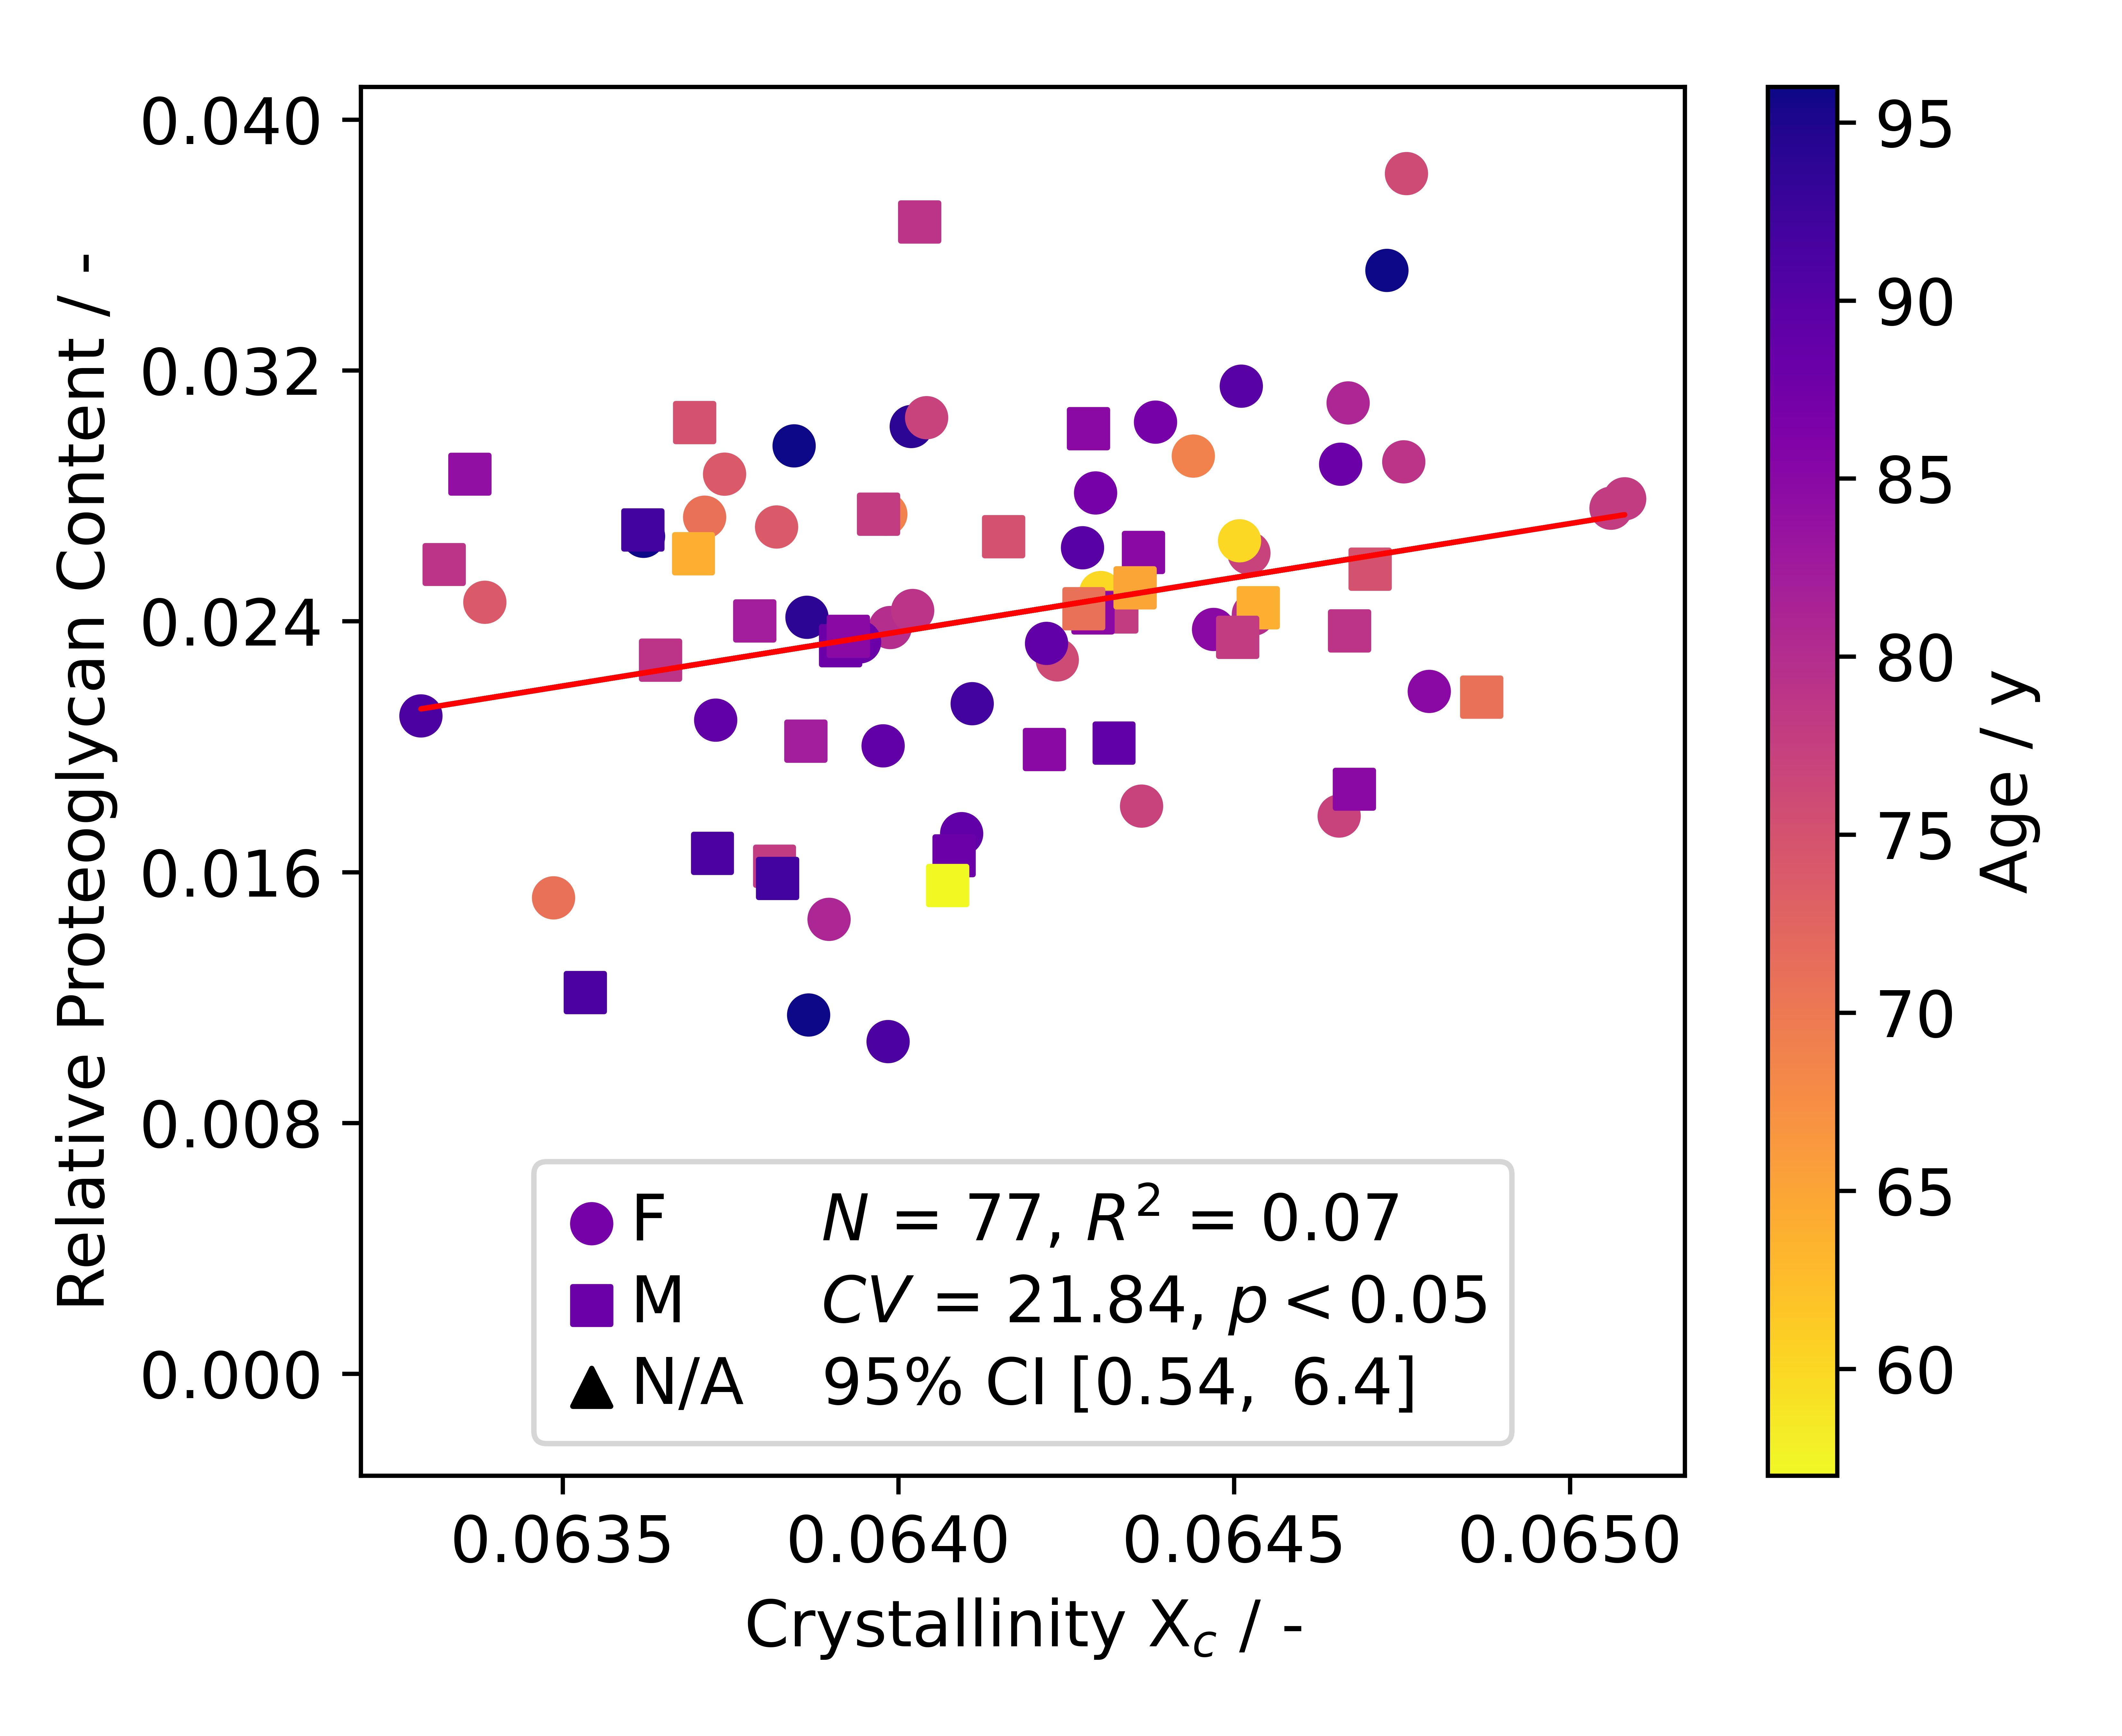 0.040
0.032
0.024
0.016
0.008
0.000
Relative Proteoglycan Content / -
F N = 77, R² = 0.07
M CV = 21.84, p < 0.05
N/A 95% CI [0.54, 6.4]
0.0635 0.0640 0.0645 0.0650
Crystallinity X_c / -
95
90
85
80
75
70
65
60
Age / y